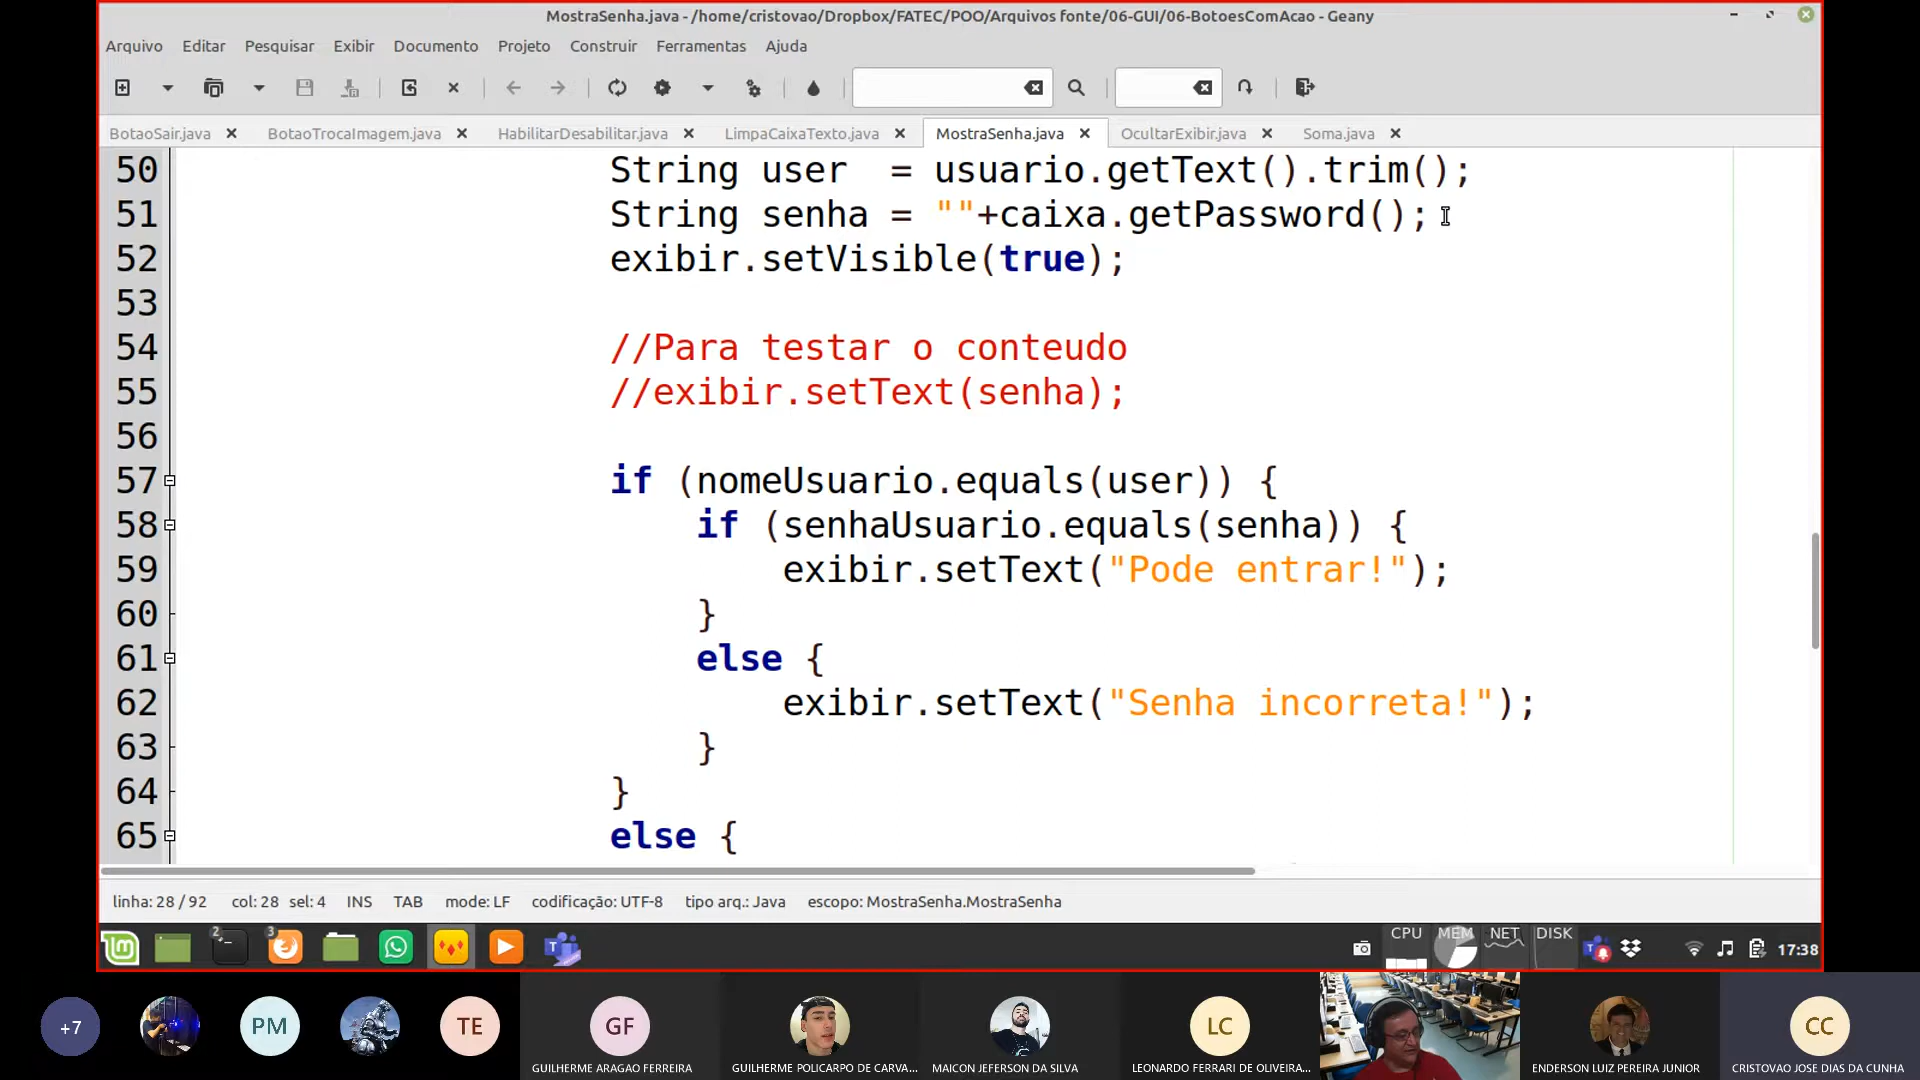 MostraSenha.java - /home/cristovao/Dropbox/FATEC/POO/Arquivos fonte/06-GUI/06-BotoesComAcao - Geany
Arquivo Editar Pesquisar Exibir Documento Projeto Construir Ferramentas Ajuda
BotaoSair.java BotaoTrocaImagem.java HabilitarDesabilitar.java LimpaCaixaTexto.java MostraSenha.java OcultarExibir.java Soma.java
50 String user = usuario.getText().trim();
51 String senha = ""+caixa.getPassword();
52 exibir.setVisible(true);
53
54 //Para testar o conteudo
55 //exibir.setText(senha);
56
57 if (nomeUsuario.equals(user)) {
58 if (senhaUsuario.equals(senha)) {
59 exibir.setText("Pode entrar!");
60 }
61 else {
62 exibir.setText("Senha incorreta!");
63 }
64 }
65 else {
linha: 28 / 92 col: 28 sel: 4 INS TAB mode: LF codificação: UTF-8 tipo arq.: Java escopo: MostraSenha.MostraSenha
2 3 CPU MEM NET DISK 17:38
+7 PM TE GF LC CC
GUILHERME ARAGAO FERREIRA GUILHERME POLICARPO DE CARVA... MAICON JEFERSON DA SILVA LEONARDO FERRARI DE OLIVEIRA... ENDERSON LUIZ PEREIRA JUNIOR CRISTOVAO JOSE DIAS DA CUNHA